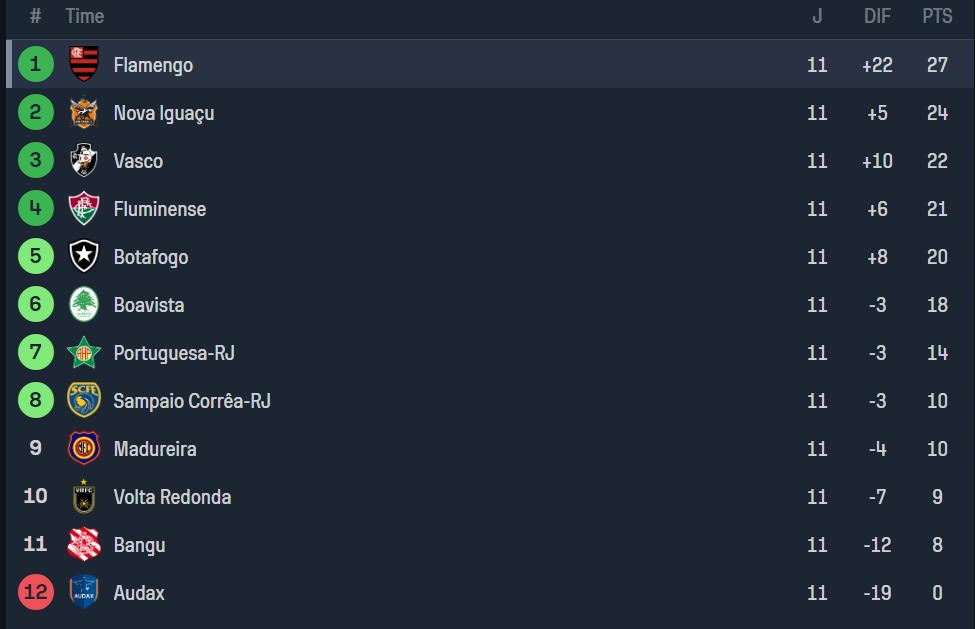 # Time J DIF PTS
1 Flamengo 11 +22 27
2 Nova Iguaçu 11 +5 24
3 Vasco 11 +10 22
4 Fluminense 11 +6 21
5 Botafogo 11 +8 20
6 Boavista 11 -3 18
7 Portuguesa-RJ 11 -3 14
8 Sampaio Corrêa-RJ 11 -3 10
9 Madureira 11 -4 10
10 VRFC Volta Redonda 11 -7 9
11 Bangu 11 -12 8
12 AUDAX Audax 11 -19 0